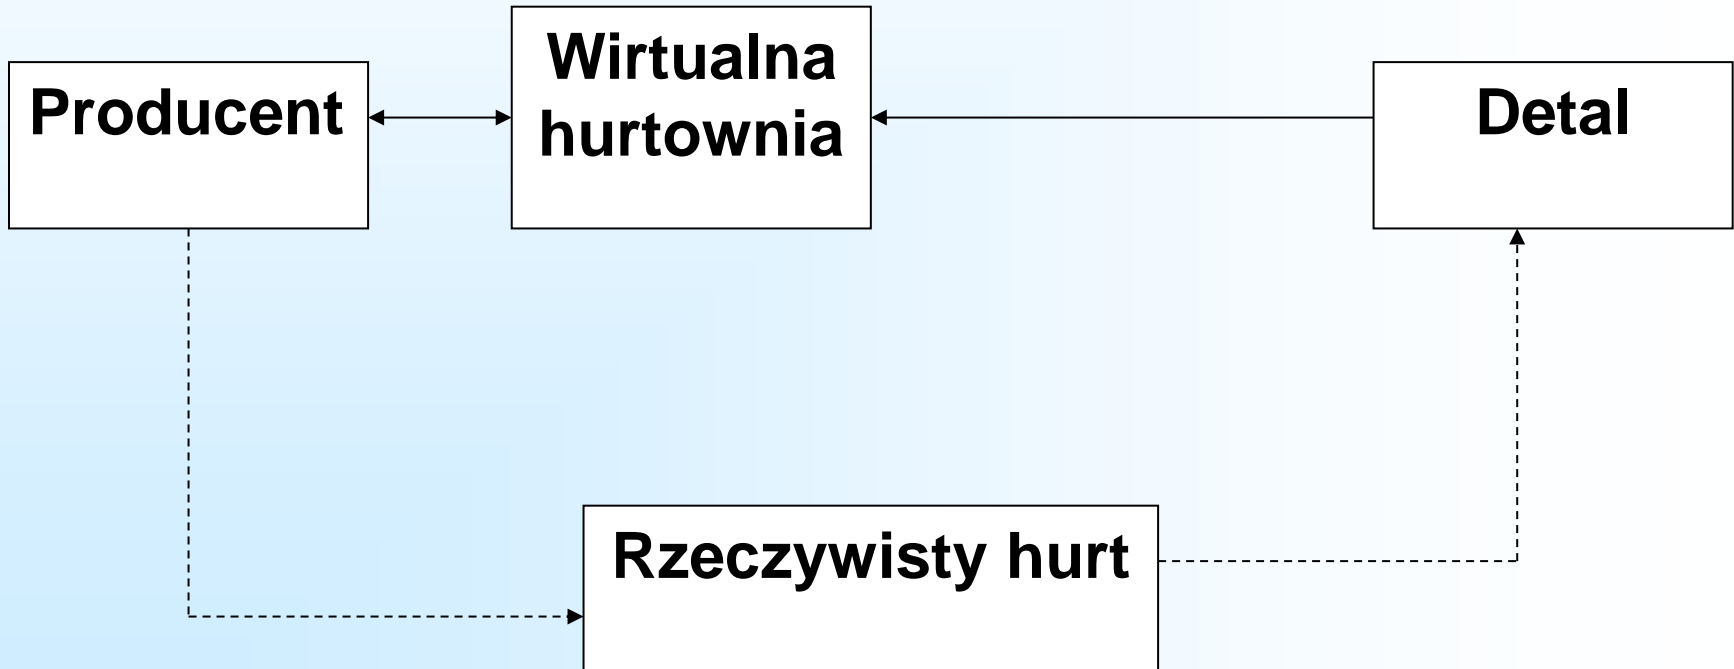 Producent
Wirtualna
hurtownia
Detal
Rzeczywisty hurt